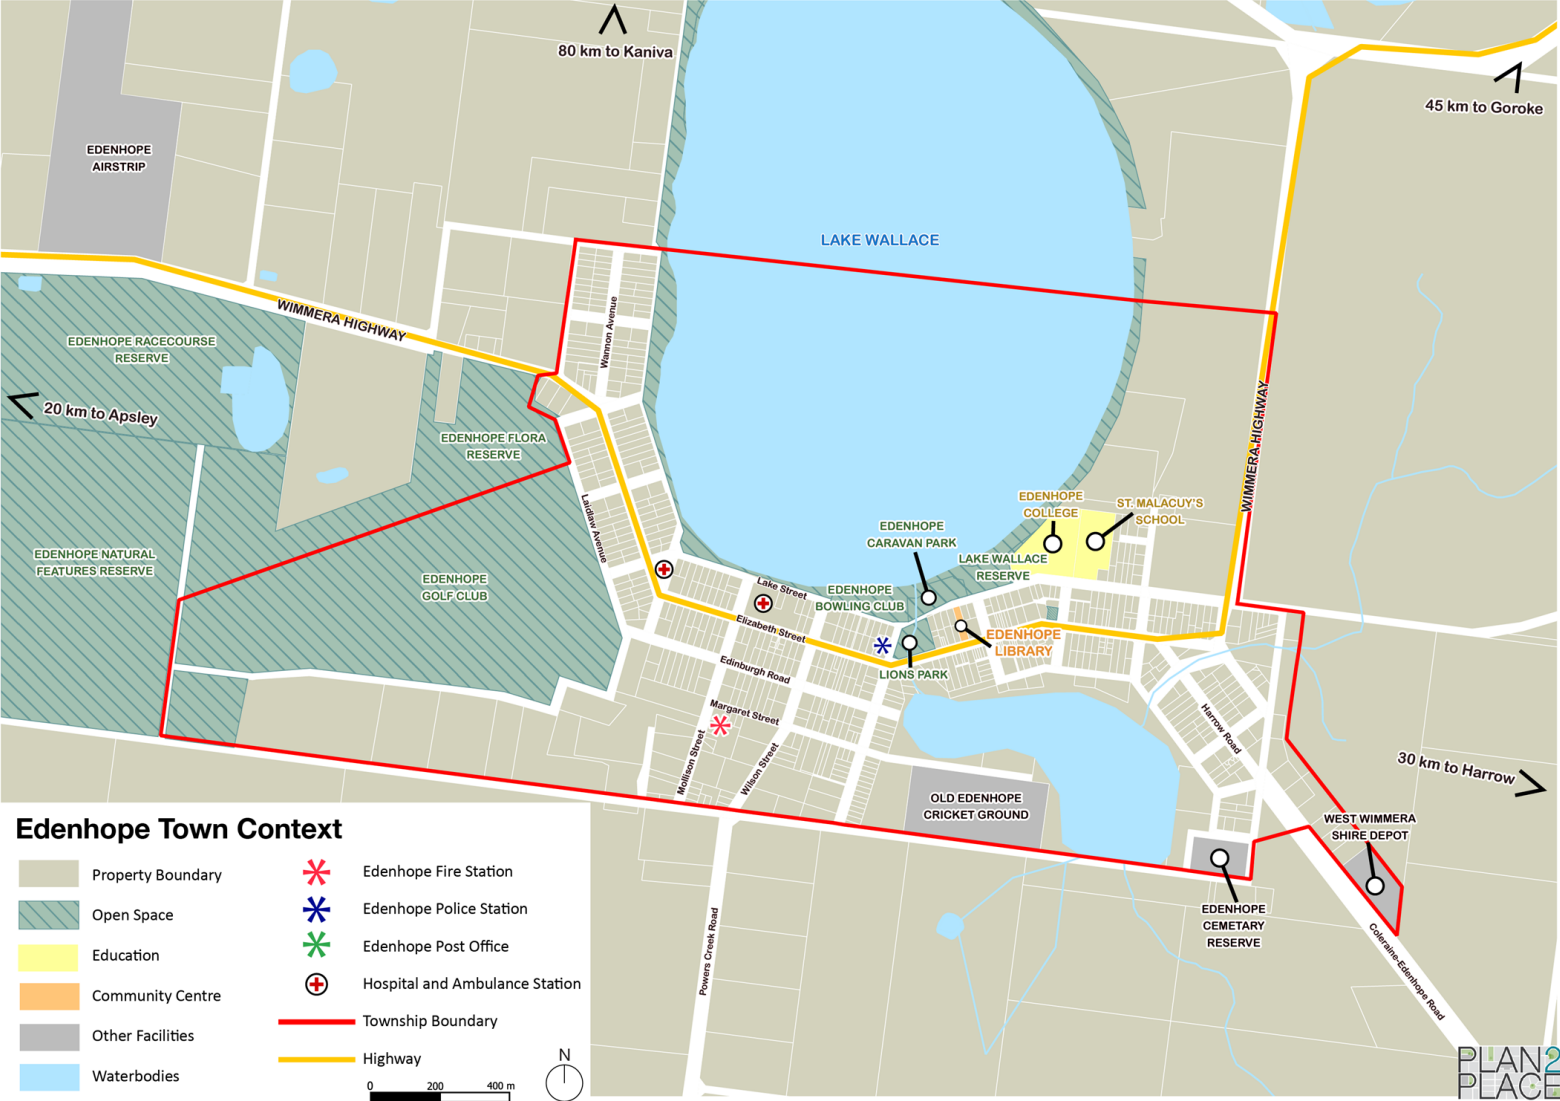 80 km to Kaniva
45 km to Goroke
EDENHOPE
AIRSTRIP
LAKE WALLACE
WIMMERA HIGHWAY
Wannon Avenue
EDENHOPE RACECOURSE
RESERVE
20 km to Apsley
EDENHOPE FLORA
RESERVE
WIMMERA HIGHWAY
EDENHOPE
COLLEGE
ST. MALACUY'S
SCHOOL
Laidlaw Avenue
EDENHOPE
CARAVAN PARK
EDENHOPE NATURAL
FEATURES RESERVE
EDENHOPE
GOLF CLUB
LAKE WALLACE
RESERVE
Lake Street
EDENHOPE
BOWLING CLUB
Elizabeth Street
EDENHOPE
LIBRARY
LIONS PARK
Edinburgh Road
Margaret Street
Mollison Street
Wilson Street
Harrow Road
30 km to Harrow
OLD EDENHOPE
CRICKET GROUND
WEST WIMMERA
SHIRE DEPOT
EDENHOPE
CEMETARY
RESERVE
Powers Creek Road
Coleraine-Edenhope Road
Edenhope Town Context
Property Boundary
Open Space
Education
Community Centre
Other Facilities
Waterbodies
Edenhope Fire Station
Edenhope Police Station
Edenhope Post Office
Hospital and Ambulance Station
Township Boundary
Highway
N
0 200 400 m
PLAN2
PLACE